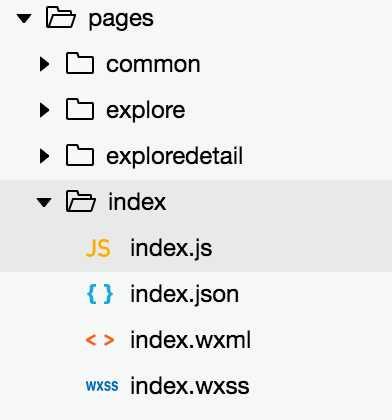 pages
common
explore
exploredetail
index
JS index.js
{ } index.json
< > index.wxml
WXSS index.wxss